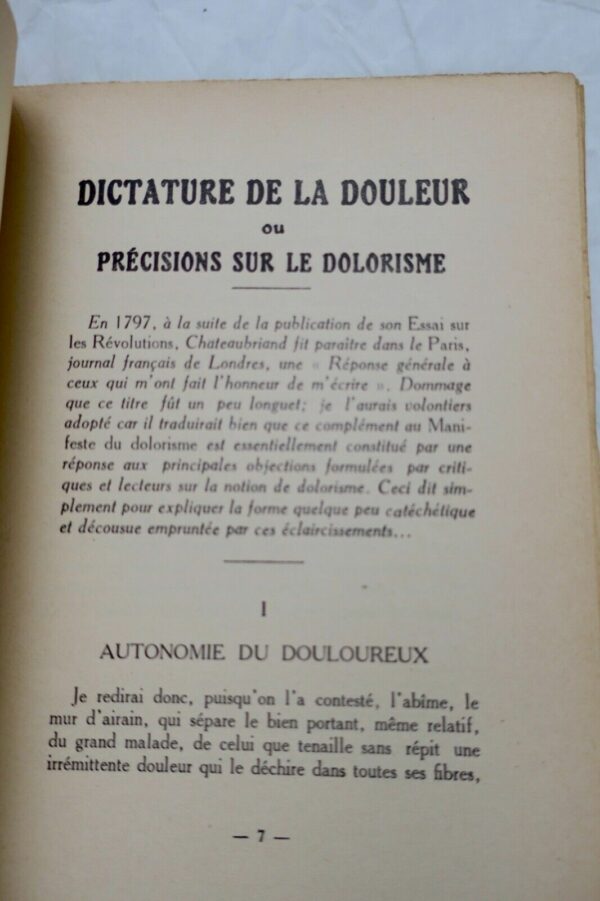 DICTATURE DE LA DOULEUR
ou
PRÉCISIONS SUR LE DOLORISME
En 1797, à la suite de la publication de son Essai sur
les Révolutions, Chateaubriand fit paraître dans le Paris,
journal français de Londres, une « Réponse générale à
ceux qui m'ont fait l'honneur de m'écrire ». Dommage
que ce titre fût un peu longuet; je l'aurais volontiers
adopté car il traduirait bien que ce complément au Mani-
feste du dolorisme est essentiellement constitué par une
réponse aux principales objections formulées par criti-
ques et lecteurs sur la notion de dolorisme. Ceci dit sim-
plement pour expliquer la forme quelque peu catéchétique
et décousue empruntée par ces éclaircissements...
I
AUTONOMIE DU DOULOUREUX
Je redirai donc, puisqu'on l'a contesté, l'abîme, le
mur d'airain, qui sépare le bien portant, même relatif,
du grand malade, de celui que tenaille sans répit une
irrémittente douleur qui le déchire dans toutes ses fibres,
— 7 —